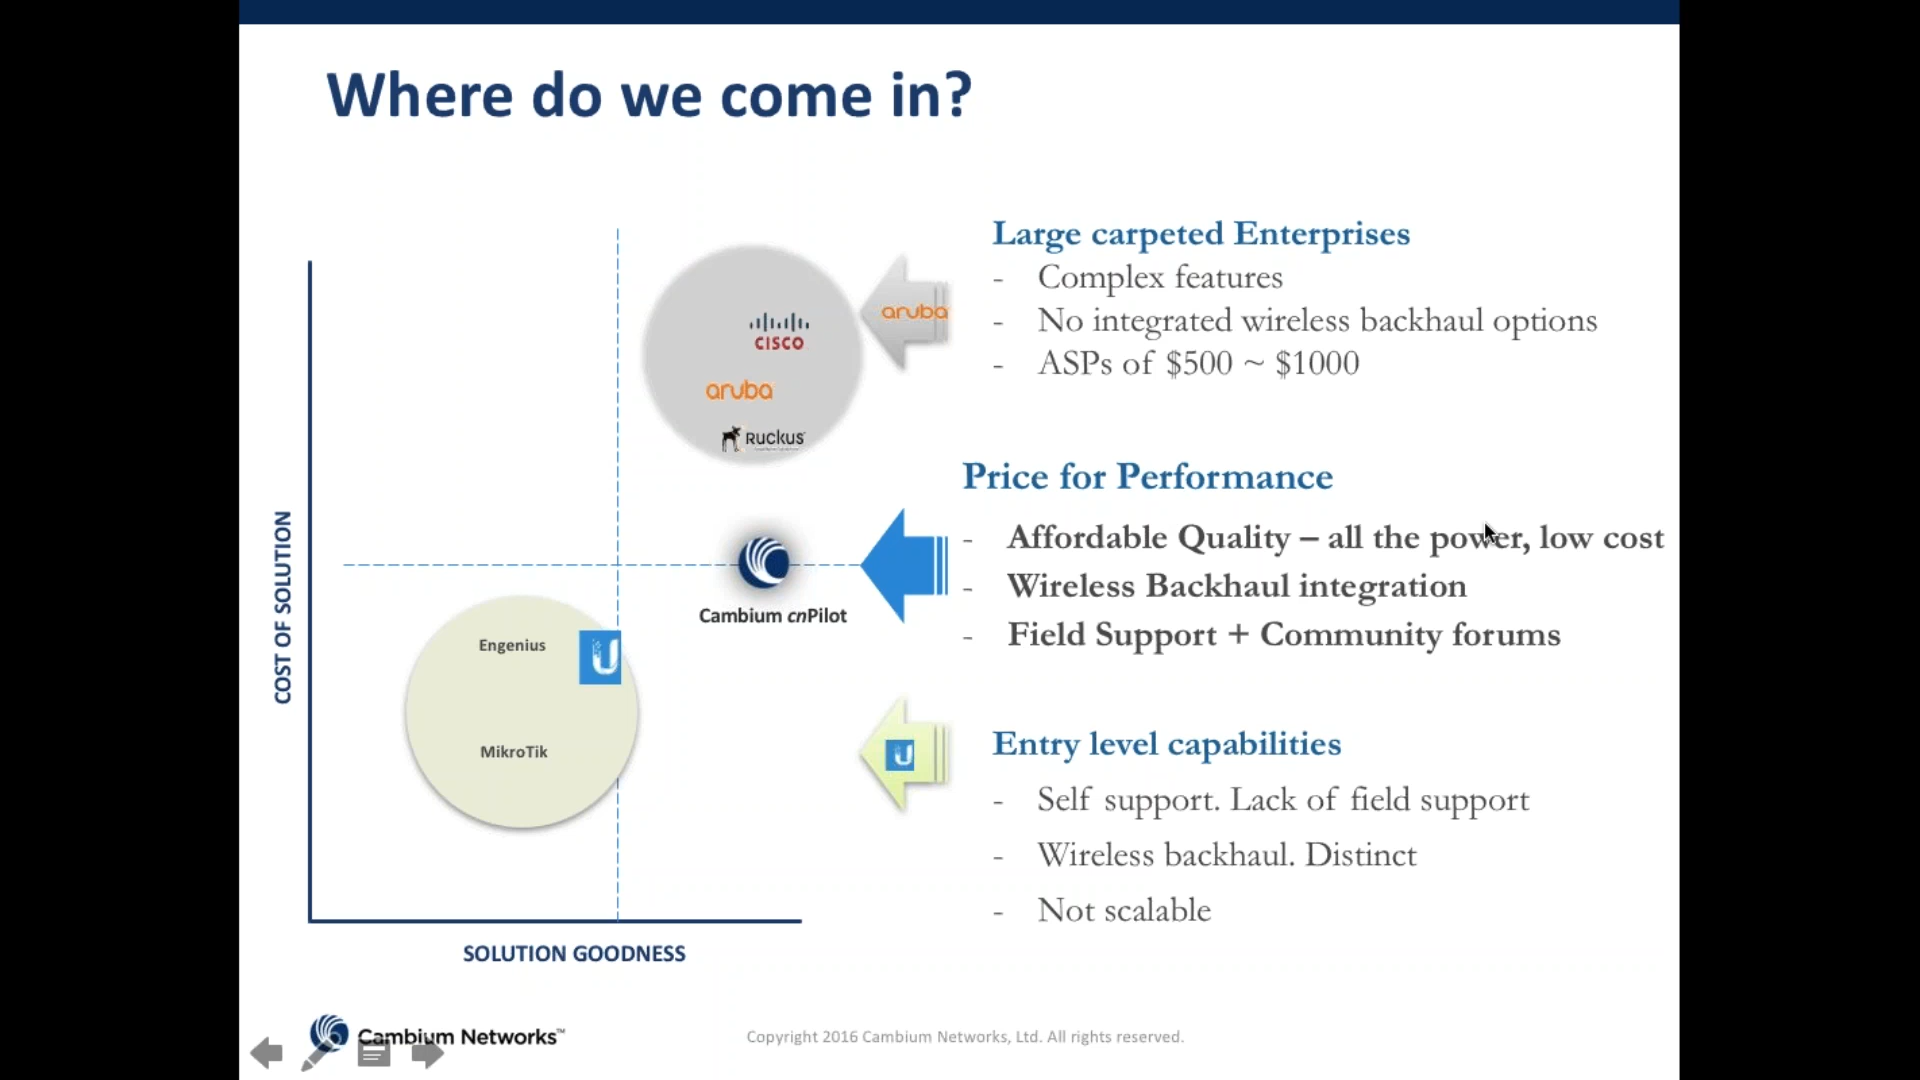 Where do we come in?
Large carpeted Enterprises
- Complex features
- No integrated wireless backhaul options
- ASPs of $500 ~ $1000
aruba
CISCO
aruba
RUCKUS
Price for Performance
- Affordable Quality – all the power, low cost
- Wireless Backhaul integration
- Field Support + Community forums
Cambium cnPilot
COST OF SOLUTION
Engenius
U
MikroTik
U
Entry level capabilities
- Self support. Lack of field support
- Wireless backhaul. Distinct
- Not scalable
SOLUTION GOODNESS
Cambium Networks™
Copyright 2016 Cambium Networks, Ltd. All rights reserved.